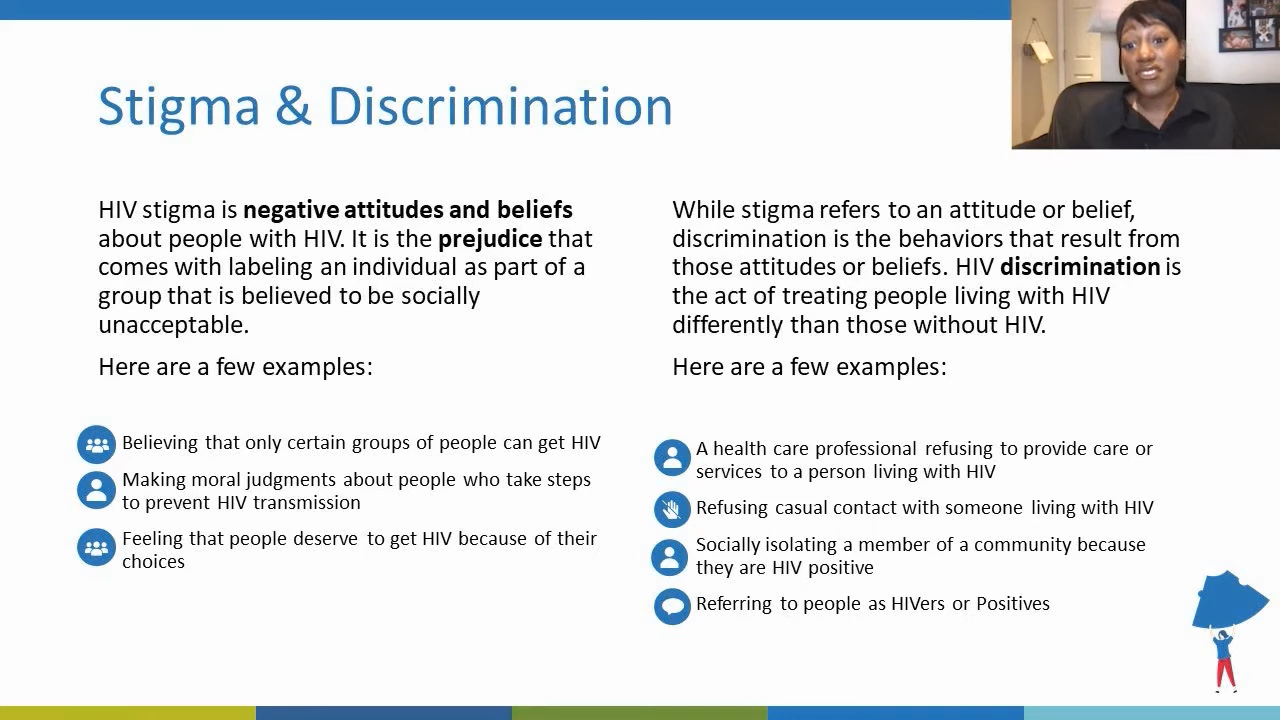 Stigma & Discrimination
HIV stigma is negative attitudes and beliefs
about people with HIV. It is the prejudice that
comes with labeling an individual as part of a
group that is believed to be socially
unacceptable.
Here are a few examples:
Believing that only certain groups of people can get HIV
Making moral judgments about people who take steps
to prevent HIV transmission
Feeling that people deserve to get HIV because of their
choices
While stigma refers to an attitude or belief,
discrimination is the behaviors that result from
those attitudes or beliefs. HIV discrimination is
the act of treating people living with HIV
differently than those without HIV.
Here are a few examples:
A health care professional refusing to provide care or
services to a person living with HIV
Refusing casual contact with someone living with HIV
Socially isolating a member of a community because
they are HIV positive
Referring to people as HIVers or Positives